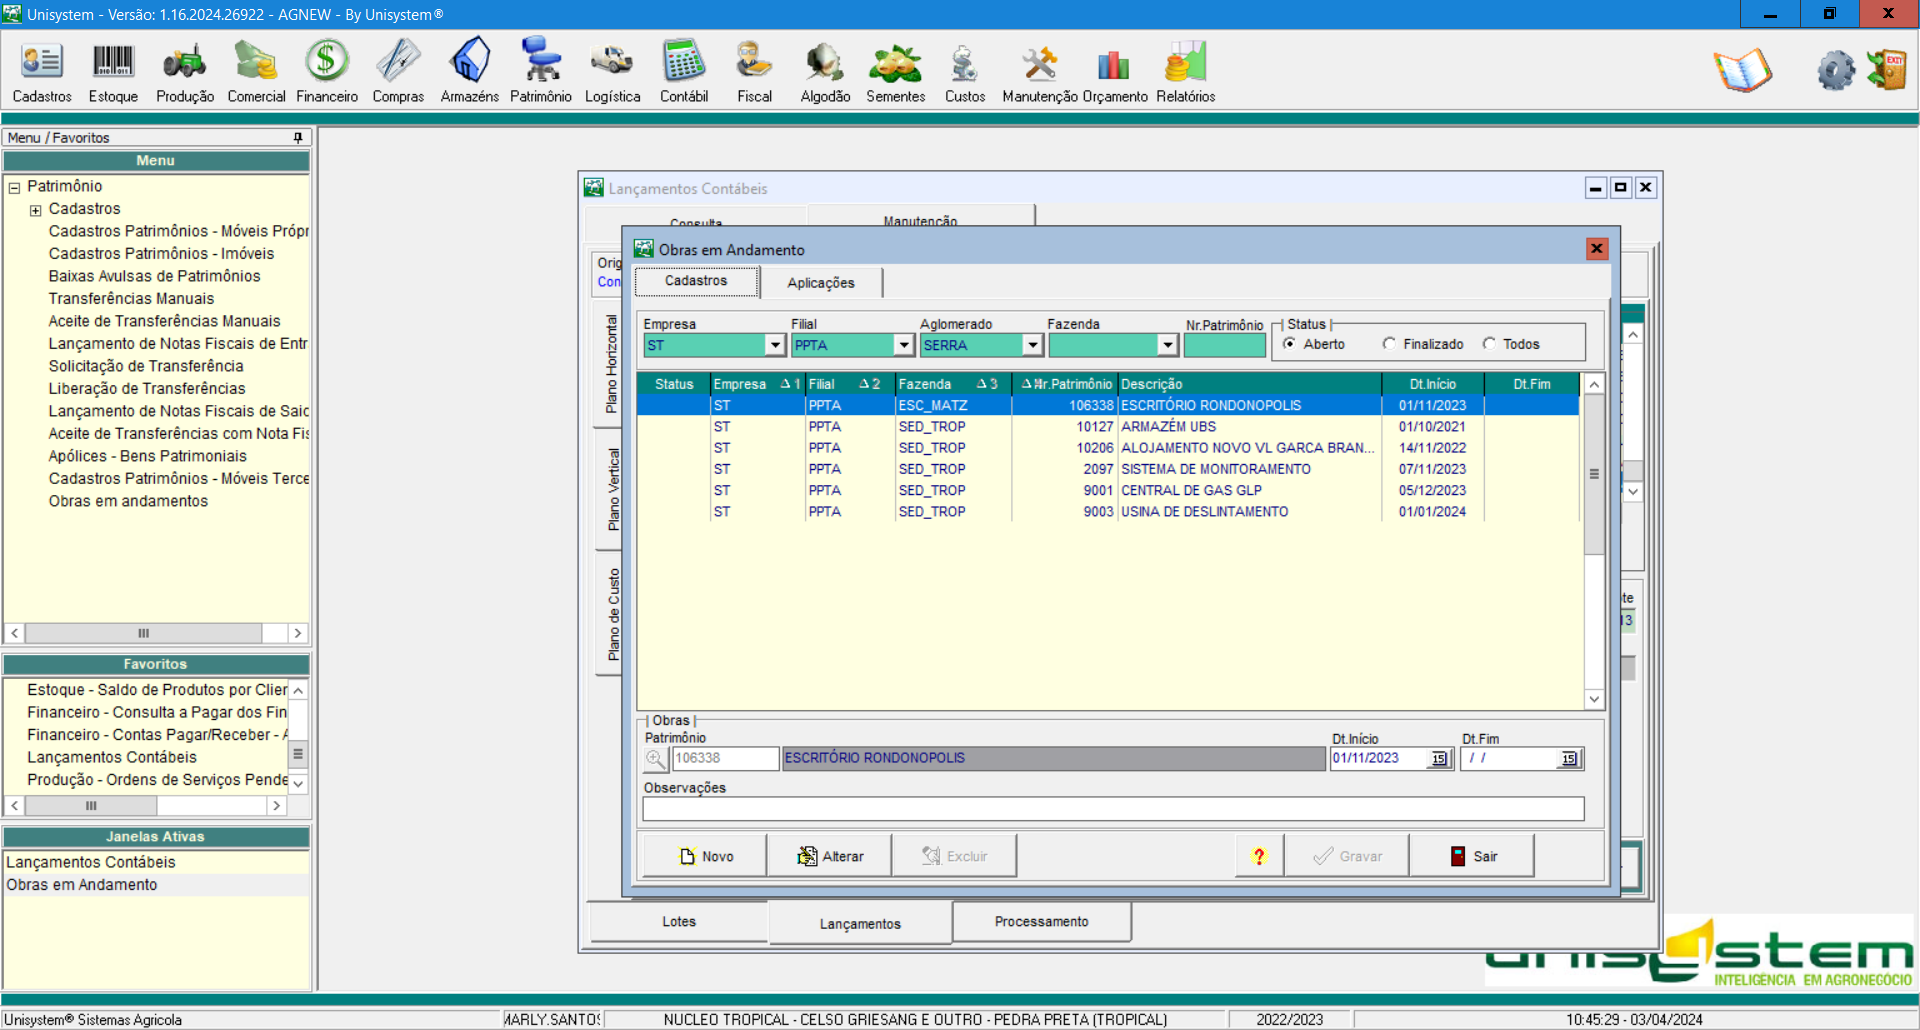 Unisystem - Versão: 1.16.2024.26922 - AGNEW - By Unisystem®
Cadastros Estoque Produção Comercial Financeiro Compras Armazéns Patrimônio Logística Contábil Fiscal Algodão Sementes Custos Manutenção Orçamento Relatórios
EXIT
Menu / Favoritos
Menu
Patrimônio
Cadastros
Cadastros Patrimônios - Móveis Própr
Cadastros Patrimônios - Imóveis
Baixas Avulsas de Patrimônios
Transferências Manuais
Aceite de Transferências Manuais
Lançamento de Notas Fiscais de Entr
Solicitação de Transferência
Liberação de Transferências
Lançamento de Notas Fiscais de Saic
Aceite de Transferências com Nota Fis
Apólices - Bens Patrimoniais
Cadastros Patrimônios - Móveis Terce
Obras em andamentos
Favoritos
Estoque - Saldo de Produtos por Clier
Financeiro - Consulta a Pagar dos Fin
Financeiro - Contas Pagar/Receber - A
Lançamentos Contábeis
Produção - Ordens de Serviços Pende
Janelas Ativas
Lançamentos Contábeis
Obras em Andamento
Lançamentos Contábeis
Consulta Manutenção
Orig
Con
Plano Horizontal
Plano Vertical
Plano de Custo
te
13
Obras em Andamento
Cadastros Aplicações
Empresa Filial Aglomerado Fazenda Nr.Patrimônio Status
ST PPTA SERRA Aberto Finalizado Todos
Status Empresa 1 Filial 2 Fazenda 3 Nr.Patrimônio Descrição Dt.Início Dt.Fim
ST PPTA ESC_MATZ 106338 ESCRITÓRIO RONDONOPOLIS 01/11/2023
ST PPTA SED_TROP 10127 ARMAZÉM UBS 01/10/2021
ST PPTA SED_TROP 10206 ALOJAMENTO NOVO VL GARCA BRAN... 14/11/2022
ST PPTA SED_TROP 2097 SISTEMA DE MONITORAMENTO 07/11/2023
ST PPTA SED_TROP 9001 CENTRAL DE GAS GLP 05/12/2023
ST PPTA SED_TROP 9003 USINA DE DESLINTAMENTO 01/01/2024
Obras
Patrimônio Dt.Início Dt.Fim
106338 ESCRITÓRIO RONDONOPOLIS 01/11/2023 15 / / 15
Observações
Novo Alterar Excluir ? Gravar Sair
Lotes Lançamentos Processamento
unisystem
INTELIGÊNCIA EM AGRONEGÓCIO
Unisystem® Sistemas Agricola MARLY.SANTOS NUCLEO TROPICAL - CELSO GRIESANG E OUTRO - PEDRA PRETA (TROPICAL) 2022/2023 10:45:29 - 03/04/2024